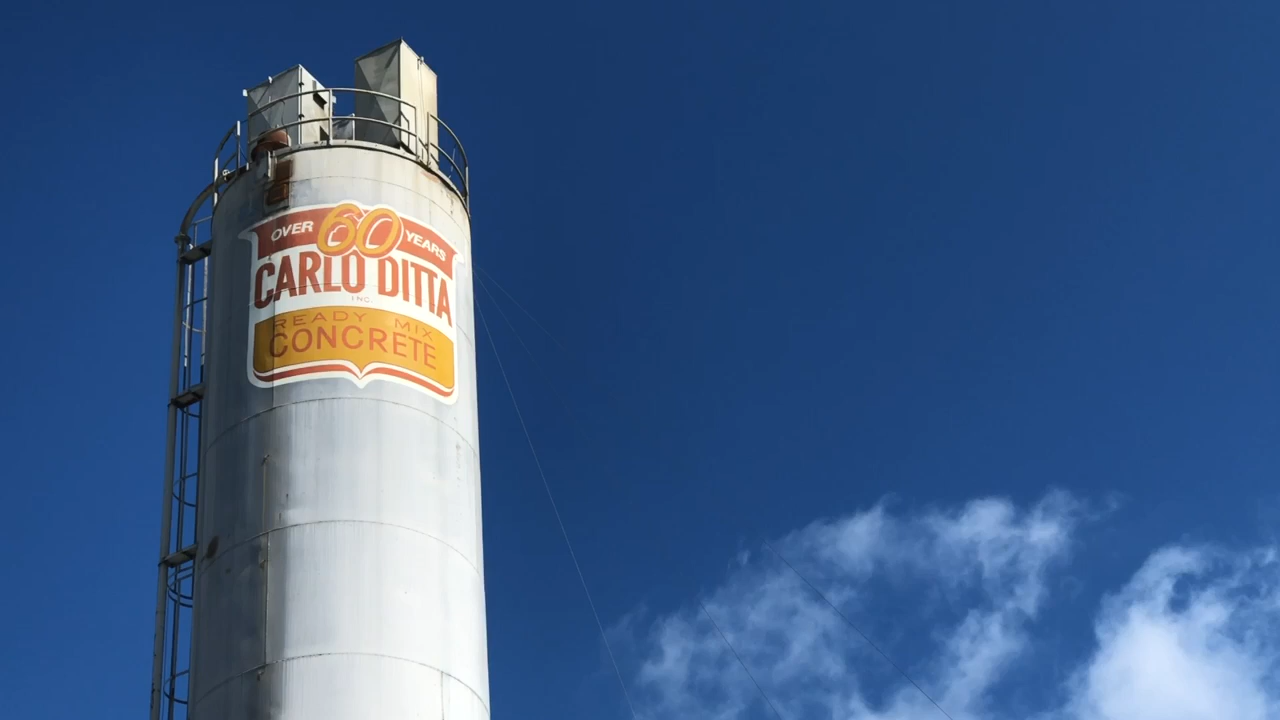 OVER 60 YEARS
CARLO DITTA
INC.
READY MIX
CONCRETE